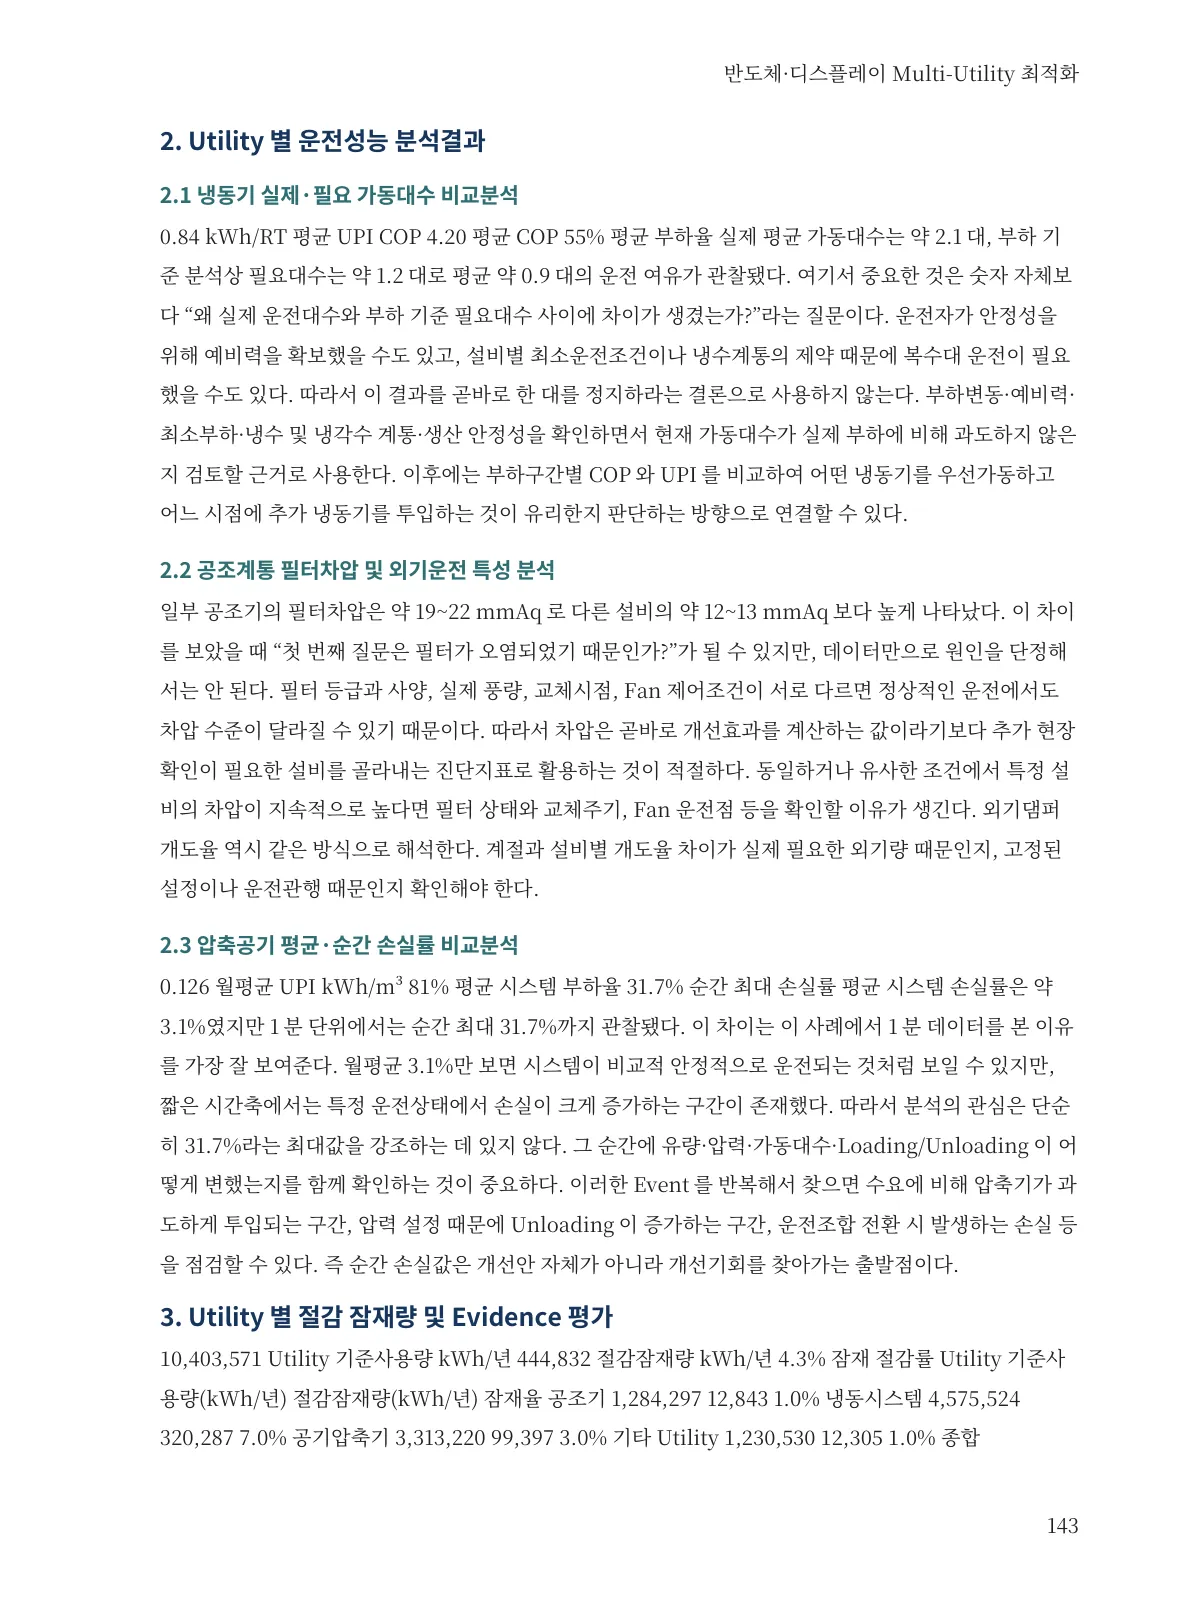 반도체·디스플레이 Multi-Utility 최적화
2. Utility 별 운전성능 분석결과
2.1 냉동기 실제·필요 가동대수 비교분석
0.84 kWh/RT 평균 UPI COP 4.20 평균 COP 55% 평균 부하율 실제 평균 가동대수는 약 2.1 대, 부하 기
준 분석상 필요대수는 약 1.2 대로 평균 약 0.9 대의 운전 여유가 관찰됐다. 여기서 중요한 것은 숫자 자체보
다 “왜 실제 운전대수와 부하 기준 필요대수 사이에 차이가 생겼는가?”라는 질문이다. 운전자가 안정성을
위해 예비력을 확보했을 수도 있고, 설비별 최소운전조건이나 냉수계통의 제약 때문에 복수대 운전이 필요
했을 수도 있다. 따라서 이 결과를 곧바로 한 대를 정지하라는 결론으로 사용하지 않는다. 부하변동·예비력·
최소부하·냉수 및 냉각수 계통·생산 안정성을 확인하면서 현재 가동대수가 실제 부하에 비해 과도하지 않은
지 검토할 근거로 사용한다. 이후에는 부하구간별 COP 와 UPI 를 비교하여 어떤 냉동기를 우선가동하고
어느 시점에 추가 냉동기를 투입하는 것이 유리한지 판단하는 방향으로 연결할 수 있다.
2.2 공조계통 필터차압 및 외기운전 특성 분석
일부 공조기의 필터차압은 약 19~22 mmAq 로 다른 설비의 약 12~13 mmAq 보다 높게 나타났다. 이 차이
를 보았을 때 “첫 번째 질문은 필터가 오염되었기 때문인가?”가 될 수 있지만, 데이터만으로 원인을 단정해
서는 안 된다. 필터 등급과 사양, 실제 풍량, 교체시점, Fan 제어조건이 서로 다르면 정상적인 운전에서도
차압 수준이 달라질 수 있기 때문이다. 따라서 차압은 곧바로 개선효과를 계산하는 값이라기보다 추가 현장
확인이 필요한 설비를 골라내는 진단지표로 활용하는 것이 적절하다. 동일하거나 유사한 조건에서 특정 설
비의 차압이 지속적으로 높다면 필터 상태와 교체주기, Fan 운전점 등을 확인할 이유가 생긴다. 외기댐퍼
개도율 역시 같은 방식으로 해석한다. 계절과 설비별 개도율 차이가 실제 필요한 외기량 때문인지, 고정된
설정이나 운전관행 때문인지 확인해야 한다.
2.3 압축공기 평균·순간 손실률 비교분석
0.126 월평균 UPI kWh/m³ 81% 평균 시스템 부하율 31.7% 순간 최대 손실률 평균 시스템 손실률은 약
3.1%였지만 1 분 단위에서는 순간 최대 31.7%까지 관찰됐다. 이 차이는 이 사례에서 1 분 데이터를 본 이유
를 가장 잘 보여준다. 월평균 3.1%만 보면 시스템이 비교적 안정적으로 운전되는 것처럼 보일 수 있지만,
짧은 시간축에서는 특정 운전상태에서 손실이 크게 증가하는 구간이 존재했다. 따라서 분석의 관심은 단순
히 31.7%라는 최대값을 강조하는 데 있지 않다. 그 순간에 유량·압력·가동대수·Loading/Unloading 이 어
떻게 변했는지를 함께 확인하는 것이 중요하다. 이러한 Event 를 반복해서 찾으면 수요에 비해 압축기가 과
도하게 투입되는 구간, 압력 설정 때문에 Unloading 이 증가하는 구간, 운전조합 전환 시 발생하는 손실 등
을 점검할 수 있다. 즉 순간 손실값은 개선안 자체가 아니라 개선기회를 찾아가는 출발점이다.
3. Utility 별 절감 잠재량 및 Evidence 평가
10,403,571 Utility 기준사용량 kWh/년 444,832 절감잠재량 kWh/년 4.3% 잠재 절감률 Utility 기준사
용량(kWh/년) 절감잠재량(kWh/년) 잠재율 공조기 1,284,297 12,843 1.0% 냉동시스템 4,575,524
320,287 7.0% 공기압축기 3,313,220 99,397 3.0% 기타 Utility 1,230,530 12,305 1.0% 종합
143